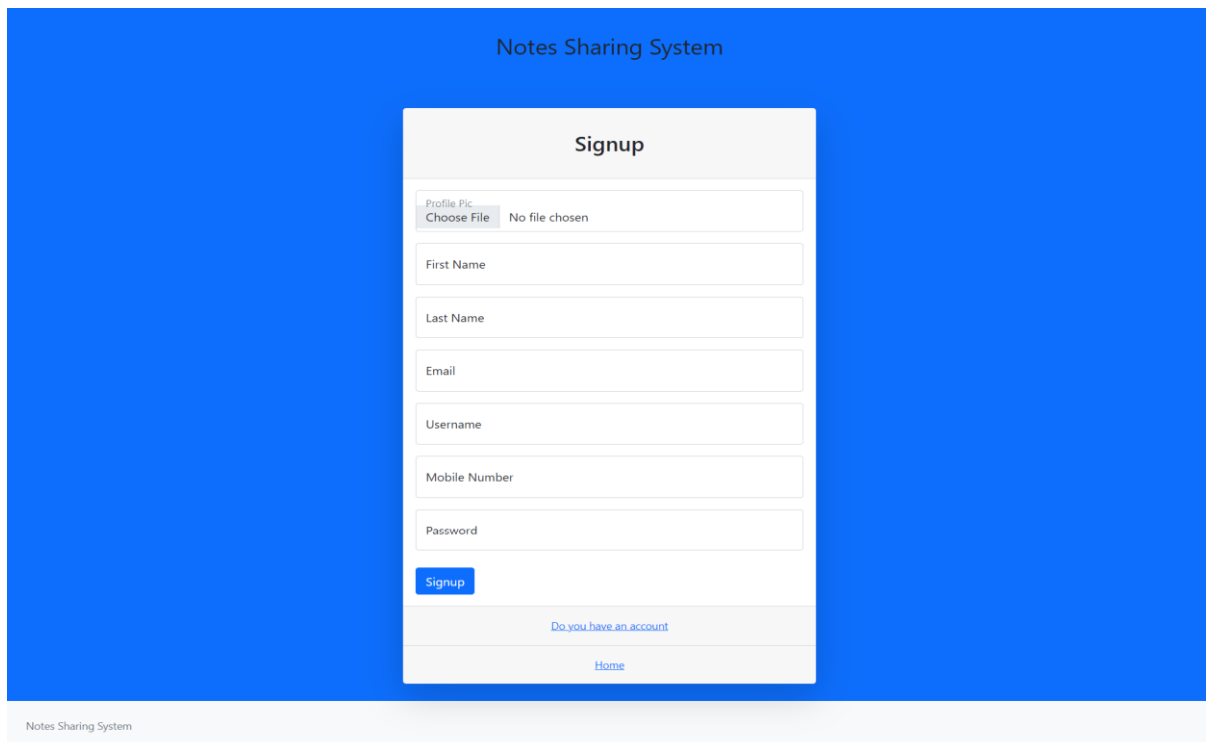 Notes Sharing System
Signup
Profile Pic
Choose File No file chosen
First Name
Last Name
Email
Username
Mobile Number
Password
Signup
Do you have an account
Home
Notes Sharing System